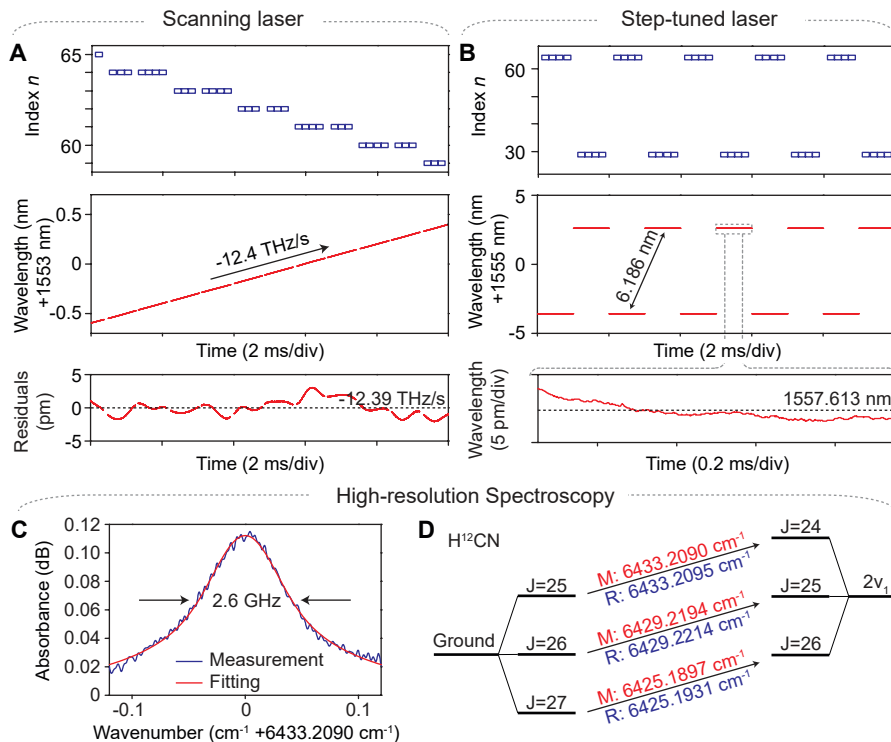 Scanning laser
Step-tuned laser
A
65
60
Index n
0.5
0
-0.5
Wavelength (nm
+1553 nm)
-12.4 THz/s
Time (2 ms/div)
5
0
-5
Residuals
(pm)
-12.39 THz/s
Time (2 ms/div)
B
60
30
Index n
5
0
-5
Wavelength (nm
+1555 nm)
6.186 nm
Time (2 ms/div)
Wavelength
(5 pm/div)
1557.613 nm
Time (0.2 ms/div)
High-resolution Spectroscopy
C
0.12
0.10
0.08
0.06
0.04
0.02
0
Absorbance (dB)
2.6 GHz
Measurement
Fitting
-0.1
0
0.1
Wavenumber (cm⁻¹ +6433.2090 cm⁻¹)
D
H¹²CN
Ground
J=25
J=26
J=27
M: 6433.2090 cm⁻¹
R: 6433.2095 cm⁻¹
M: 6429.2194 cm⁻¹
R: 6429.2214 cm⁻¹
M: 6425.1897 cm⁻¹
R: 6425.1931 cm⁻¹
J=24
J=25
J=26
2v₁